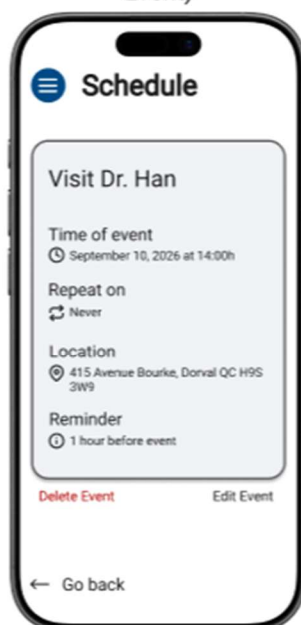 Schedule
Visit Dr. Han
Time of event
September 10, 2026 at 14:00h
Repeat on
Never
Location
415 Avenue Bourke, Dorval QC H9S
3W9
Reminder
1 hour before event
Delete Event Edit Event
← Go back